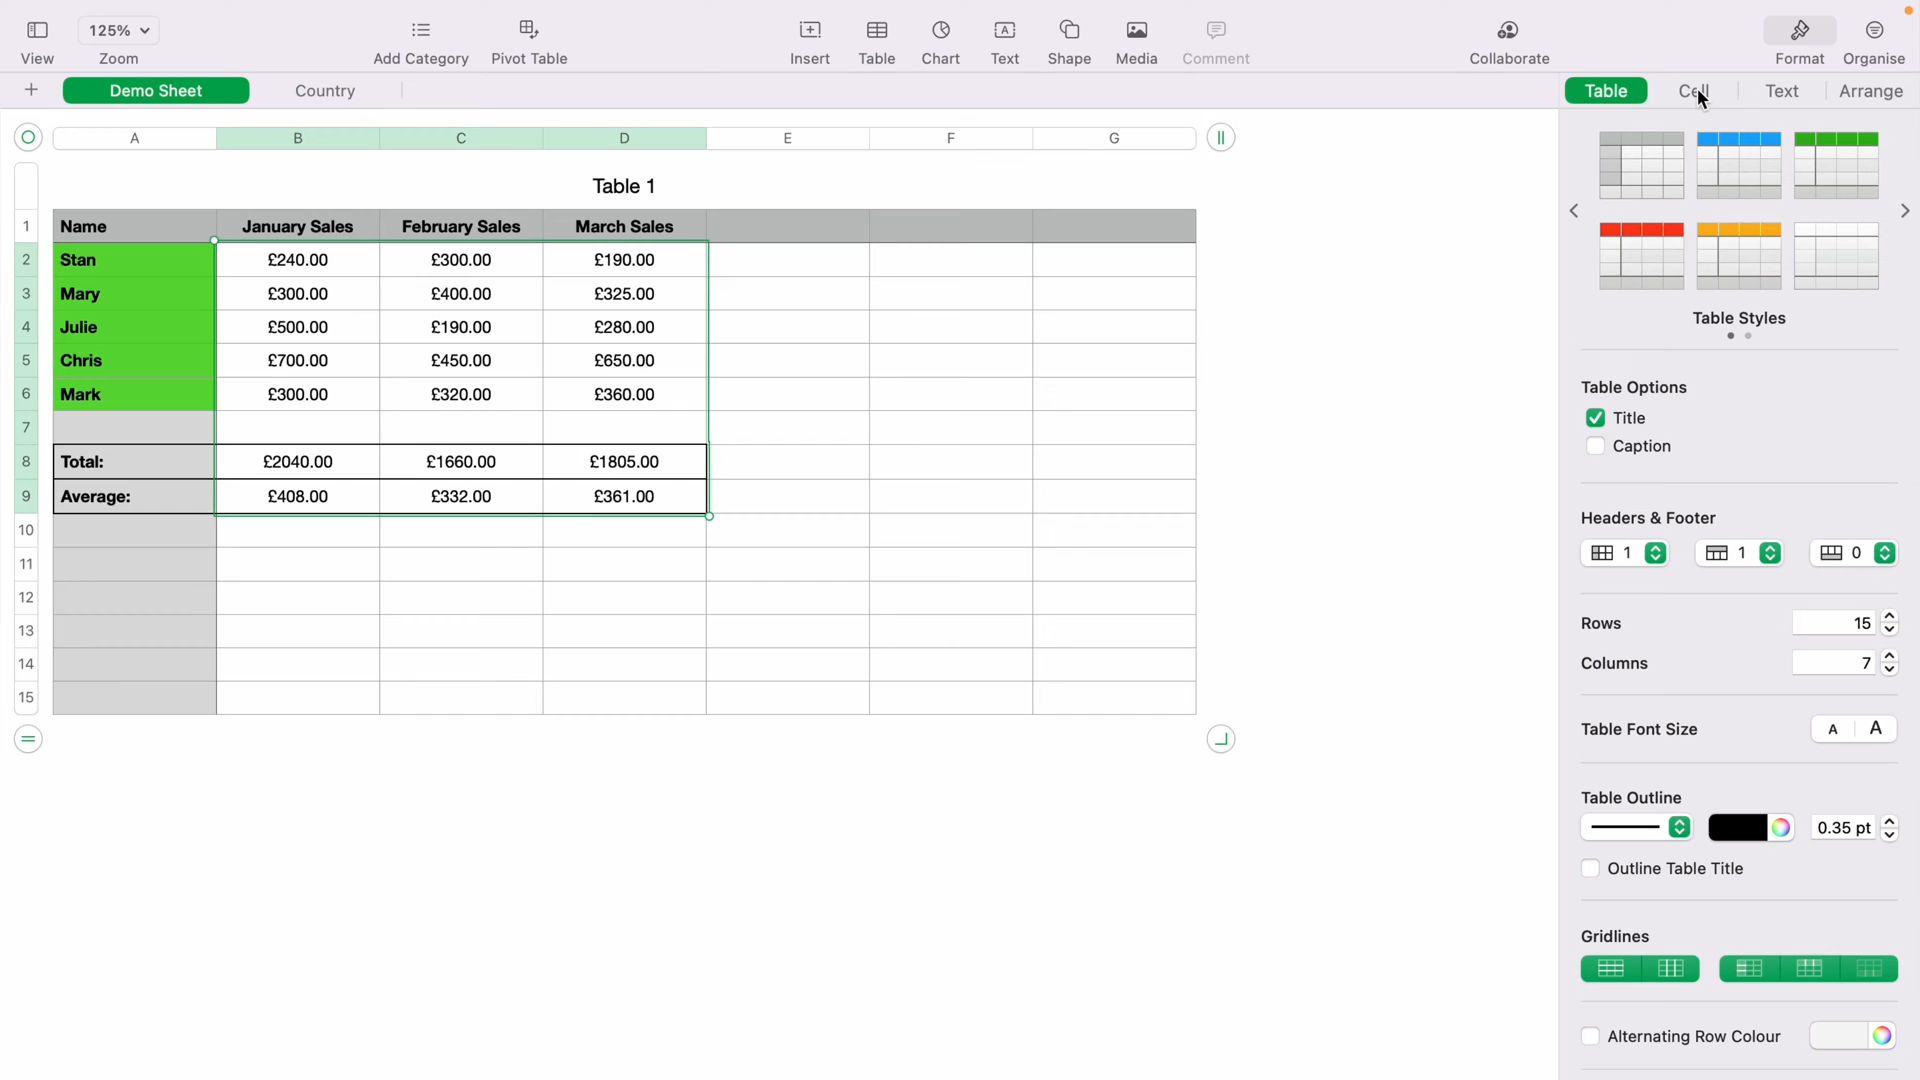 125%
View Zoom Add Category Pivot Table Insert Table Chart Text Shape Media Comment Collaborate Format Organise
Demo Sheet Country
Table Cell Text Arrange
A B C D E F G
Table 1
1 Name January Sales February Sales March Sales
2 Stan £240.00 £300.00 £190.00
3 Mary £300.00 £400.00 £325.00
4 Julie £500.00 £190.00 £280.00
5 Chris £700.00 £450.00 £650.00
6 Mark £300.00 £320.00 £360.00
7
8 Total: £2040.00 £1660.00 £1805.00
9 Average: £408.00 £332.00 £361.00
10
11
12
13
14
15
Table Styles
Table Options
Title
Caption
Headers & Footer
1 1 0
Rows 15
Columns 7
Table Font Size A A
Table Outline
0.35 pt
Outline Table Title
Gridlines
Alternating Row Colour